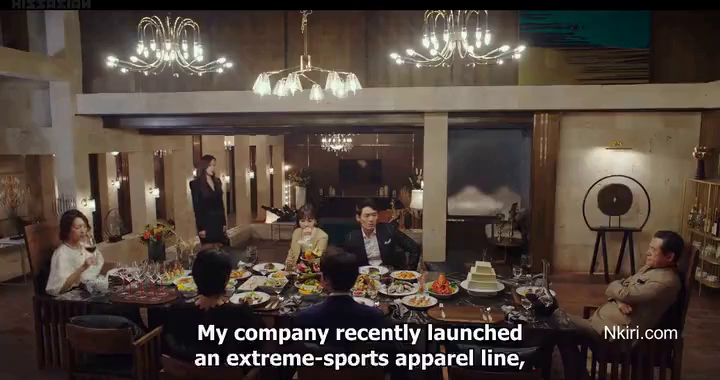 My company recently launched
an extreme-sports apparel line,
Nkiri.com